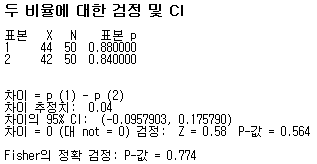 두 비율에 대한 검정 및 CI
표본 X N 표본 p
1 44 50 0.880000
2 42 50 0.840000
차이 = p (1) - p (2)
차이 추정치: 0.04
차이의 95% CI: (-0.0957903, 0.175790)
차이 = 0 (대 not = 0) 검정: Z = 0.58 P-값 = 0.564
Fisher의 정확 검정: P-값 = 0.774